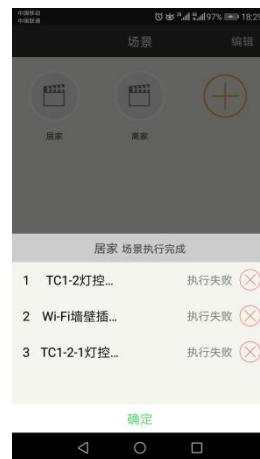 中国移动
中国联通
97% 18:29
场景
编辑
居家
离家
居家 场景执行完成
1 TC1-2灯控... 执行失败
2 Wi-Fi墙壁插... 执行失败
3 TC1-2-1灯控... 执行失败
确定